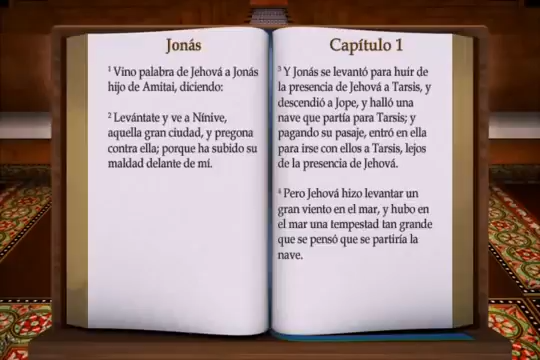 Jonás
¹ Vino palabra de Jehová a Jonás
hijo de Amitai, diciendo:
² Levántate y ve a Nínive,
aquella gran ciudad, y pregona
contra ella; porque ha subido su
maldad delante de mí.
Capítulo 1
³ Y Jonás se levantó para huir de
la presencia de Jehová a Tarsis, y
descendió a Jope, y halló una
nave que partía para Tarsis; y
pagando su pasaje, entró en ella
para irse con ellos a Tarsis, lejos
de la presencia de Jehová.
⁴ Pero Jehová hizo levantar un
gran viento en el mar, y hubo en
el mar una tempestad tan grande
que se pensó que se partiría la
nave.